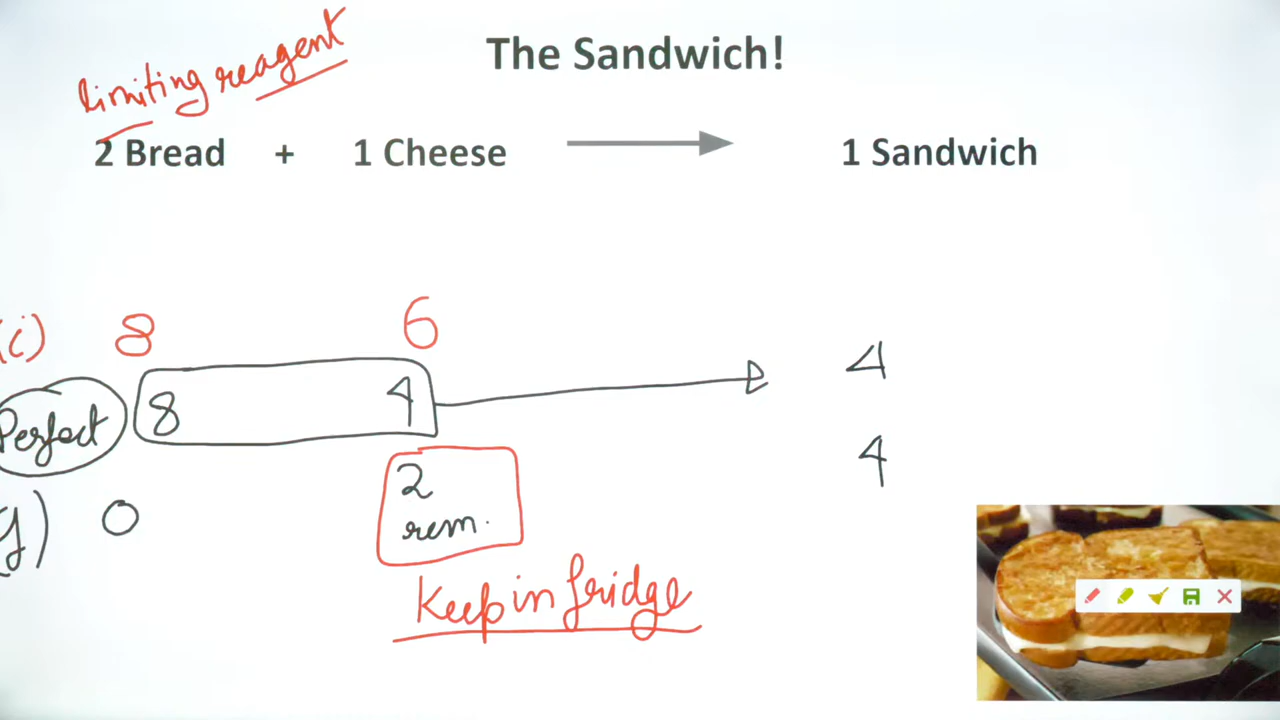 The Sandwich!
limiting reagent
2 Bread + 1 Cheese 1 Sandwich
(i) 8 6
Perfect 8 4 4
2 4
rem.
0
Keep in fridge